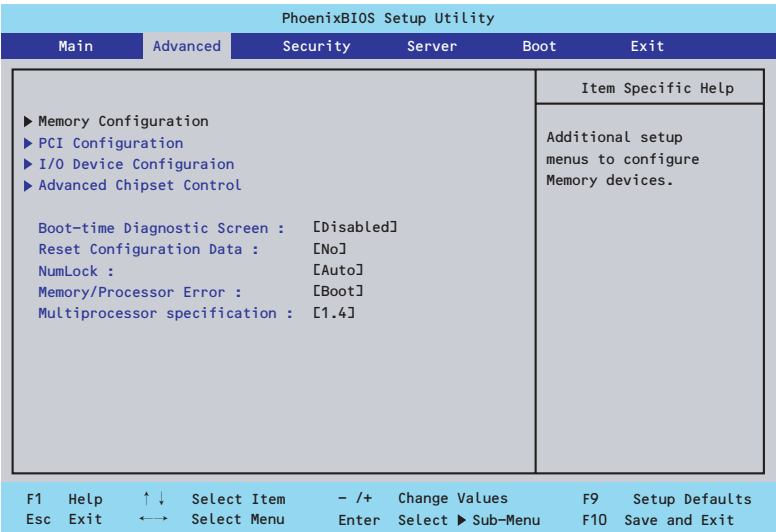 PhoenixBIOS Setup Utility
Main Advanced Security Server Boot Exit
Item Specific Help
▶ Memory Configuration
▶ PCI Configuration
▶ I/O Device Configuraion
▶ Advanced Chipset Control
Boot-time Diagnostic Screen : [Disabled]
Reset Configuration Data : [No]
NumLock : [Auto]
Memory/Processor Error : [Boot]
Multiprocessor specification : [1.4]
Additional setup
menus to configure
Memory devices.
F1 Help ↑↓ Select Item - /+ Change Values F9 Setup Defaults
Esc Exit ←→ Select Menu Enter Select ▶ Sub-Menu F10 Save and Exit